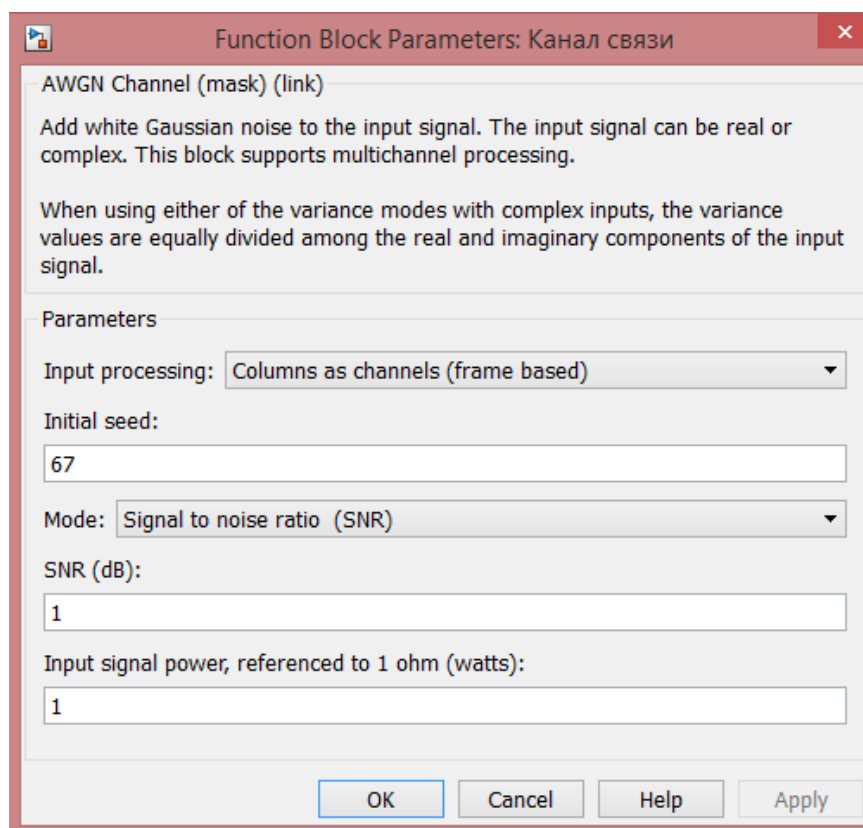 Function Block Parameters: Канал связи
AWGN Channel (mask) (link)
Add white Gaussian noise to the input signal. The input signal can be real or
complex. This block supports multichannel processing.
When using either of the variance modes with complex inputs, the variance
values are equally divided among the real and imaginary components of the input
signal.
Parameters
Input processing: Columns as channels (frame based)
Initial seed:
67
Mode: Signal to noise ratio (SNR)
SNR (dB):
1
Input signal power, referenced to 1 ohm (watts):
1
OK Cancel Help Apply